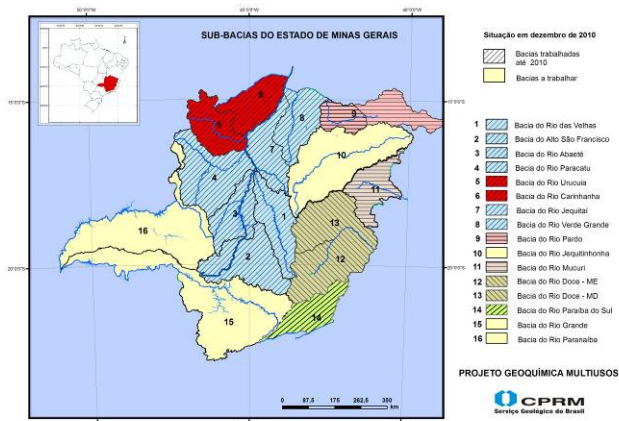 SUB-BACIAS DO ESTADO DE MINAS GERAIS
Situação em dezembro de 2010
Bacias trabalhadas
até 2010
Bacias a trabalhar
1 Bacia do Rio das Velhas
2 Bacia do Alto São Francisco
3 Bacia do Rio Abaeté
4 Bacia do Rio Paracatu
5 Bacia do Rio Urucuia
6 Bacia do Rio Carinhanha
7 Bacia do Rio Jequitaí
8 Bacia do Rio Verde Grande
9 Bacia do Rio Pardo
10 Bacia do Rio Jequitinhonha
11 Bacia do Rio Mucuri
12 Bacia do Rio Doce - ME
13 Bacia do Rio Doce - MD
14 Bacia do Rio Paraíba do Sul
15 Bacia do Rio Grande
16 Bacia do Rio Paranaíba
8
9
7
10
4
11
3
1
13
16
2
12
15
0 87,5 175 262,5 350
km
PROJETO GEOQUÍMICA MULTIUSOS
CPRM
Serviço Geológico do Brasil